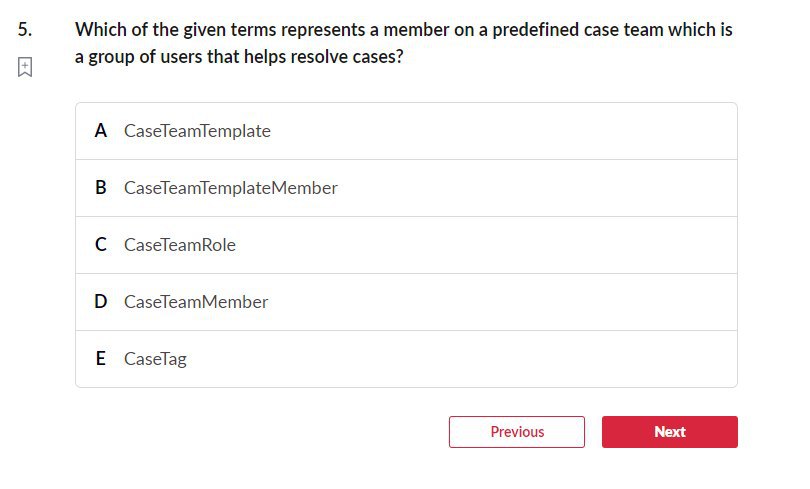 5. Which of the given terms represents a member on a predefined case team which is
a group of users that helps resolve cases?
A CaseTeamTemplate
B CaseTeamTemplateMember
C CaseTeamRole
D CaseTeamMember
E CaseTag
Previous Next